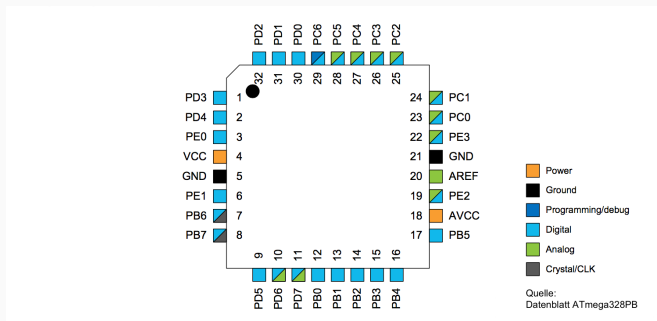 PD2 PD1 PD0 PC6 PC5 PC4 PC3 PC2
32 31 30 29 28 27 26 25
PD3 1 24 PC1
PD4 2 23 PC0
PE0 3 22 PE3
VCC 4 21 GND
GND 5 20 AREF
PE1 6 19 PE2
PB6 7 18 AVCC
PB7 8 17 PB5
9 10 11 12 13 14 15 16
PD5 PD6 PD7 PB0 PB1 PB2 PB3 PB4
Power
Ground
Programming/debug
Digital
Analog
Crystal/CLK
Quelle:
Datenblatt ATmega328PB